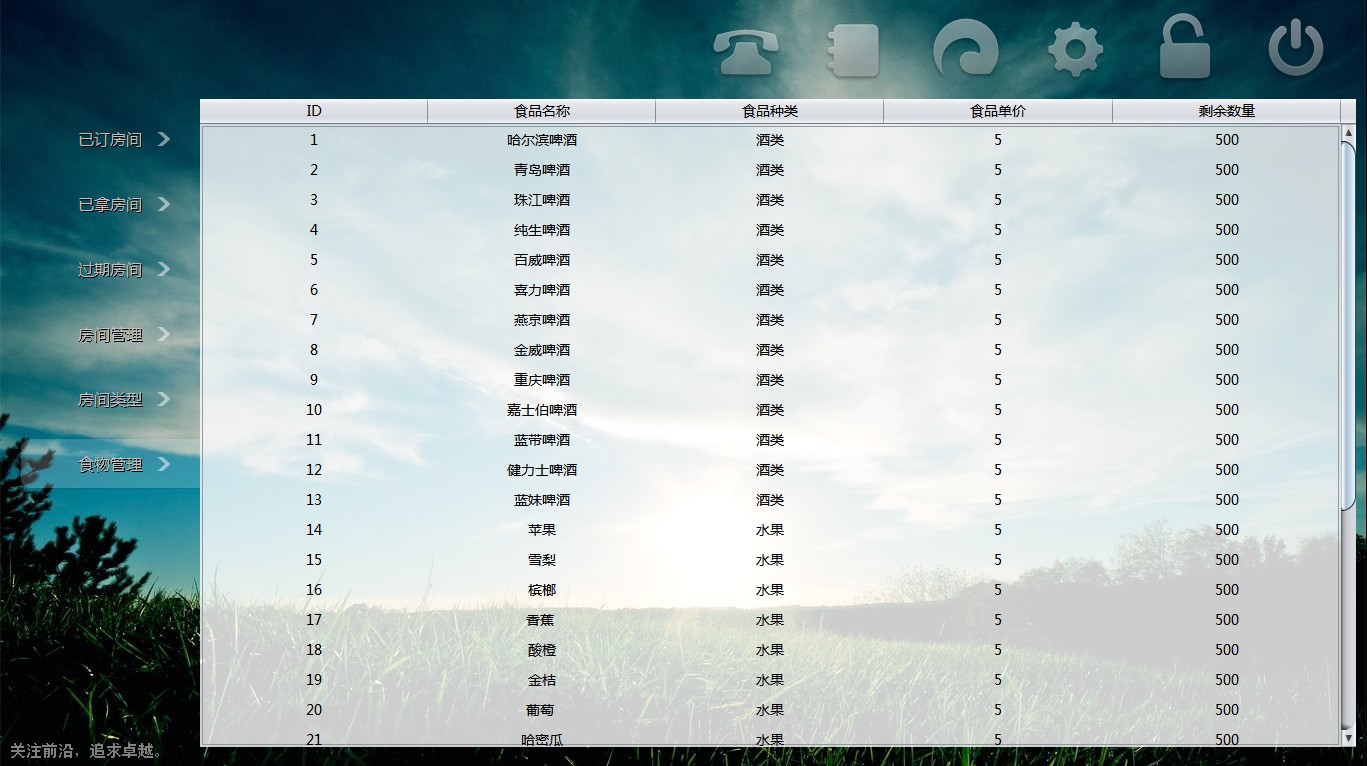 ID 食品名称 食品种类 食品单价 剩余数量
已订房间
已拿房间
过期房间
房间管理
房间类型
食物管理
1 哈尔滨啤酒 酒类 5 500
2 青岛啤酒 酒类 5 500
3 珠江啤酒 酒类 5 500
4 纯生啤酒 酒类 5 500
5 百威啤酒 酒类 5 500
6 喜力啤酒 酒类 5 500
7 燕京啤酒 酒类 5 500
8 金威啤酒 酒类 5 500
9 重庆啤酒 酒类 5 500
10 嘉士伯啤酒 酒类 5 500
11 蓝带啤酒 酒类 5 500
12 健力士啤酒 酒类 5 500
13 蓝妹啤酒 酒类 5 500
14 苹果 水果 5 500
15 雪梨 水果 5 500
16 槟榔 水果 5 500
17 香蕉 水果 5 500
18 酸橙 水果 5 500
19 金桔 水果 5 500
20 葡萄 水果 5 500
21 哈密瓜 水果 5 500
关注前沿，追求卓越。